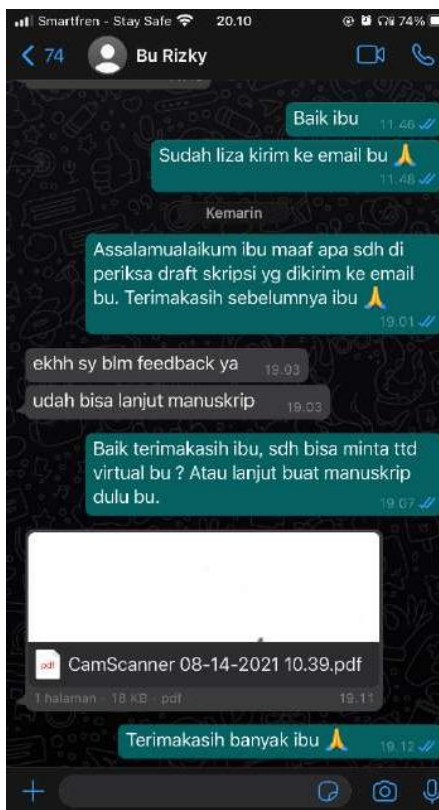 Smartfren - Stay Safe 20.10 74%
74 Bu Rizky
Baik ibu 11.46
Sudah liza kirim ke email bu 🙏
11.48
Kemarin
Assalamualaikum ibu maaf apa sdh di
periksa draft skripsi yg dikirim ke email
bu. Terimakasih sebelumnya ibu 🙏
19.01
ekhh sy blm feedback ya 19.03
udah bisa lanjut manuskrip 19.03
Baik terimakasih ibu, sdh bisa minta ttd
virtual bu ? Atau lanjut buat manuskrip
dulu bu.
19.07
pdf CamScanner 08-14-2021 10.39.pdf
1 halaman - 18 KB - pdf 19.11
Terimakasih banyak ibu 🙏 19.12